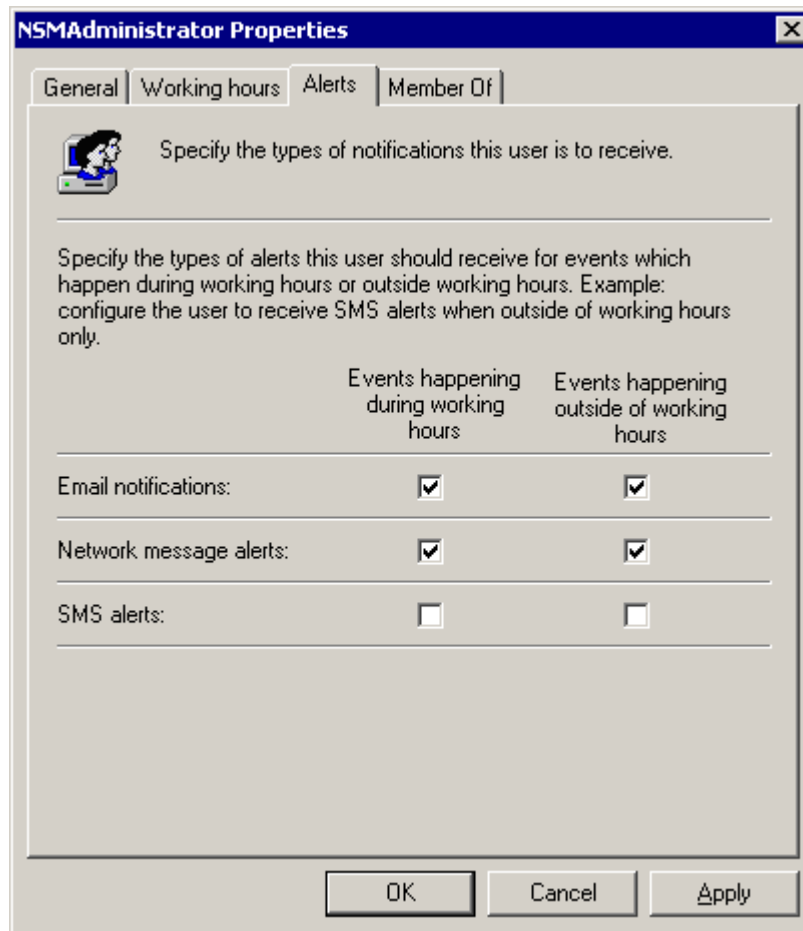 NSMAdministrator Properties
General
Working hours
Alerts
Member Of
Specify the types of notifications this user is to receive.
Specify the types of alerts this user should receive for events which
happen during working hours or outside working hours. Example:
configure the user to receive SMS alerts when outside of working hours
only.
Events happening
during working
hours
Events happening
outside of working
hours
Email notifications:
Network message alerts:
SMS alerts:
OK
Cancel
Apply